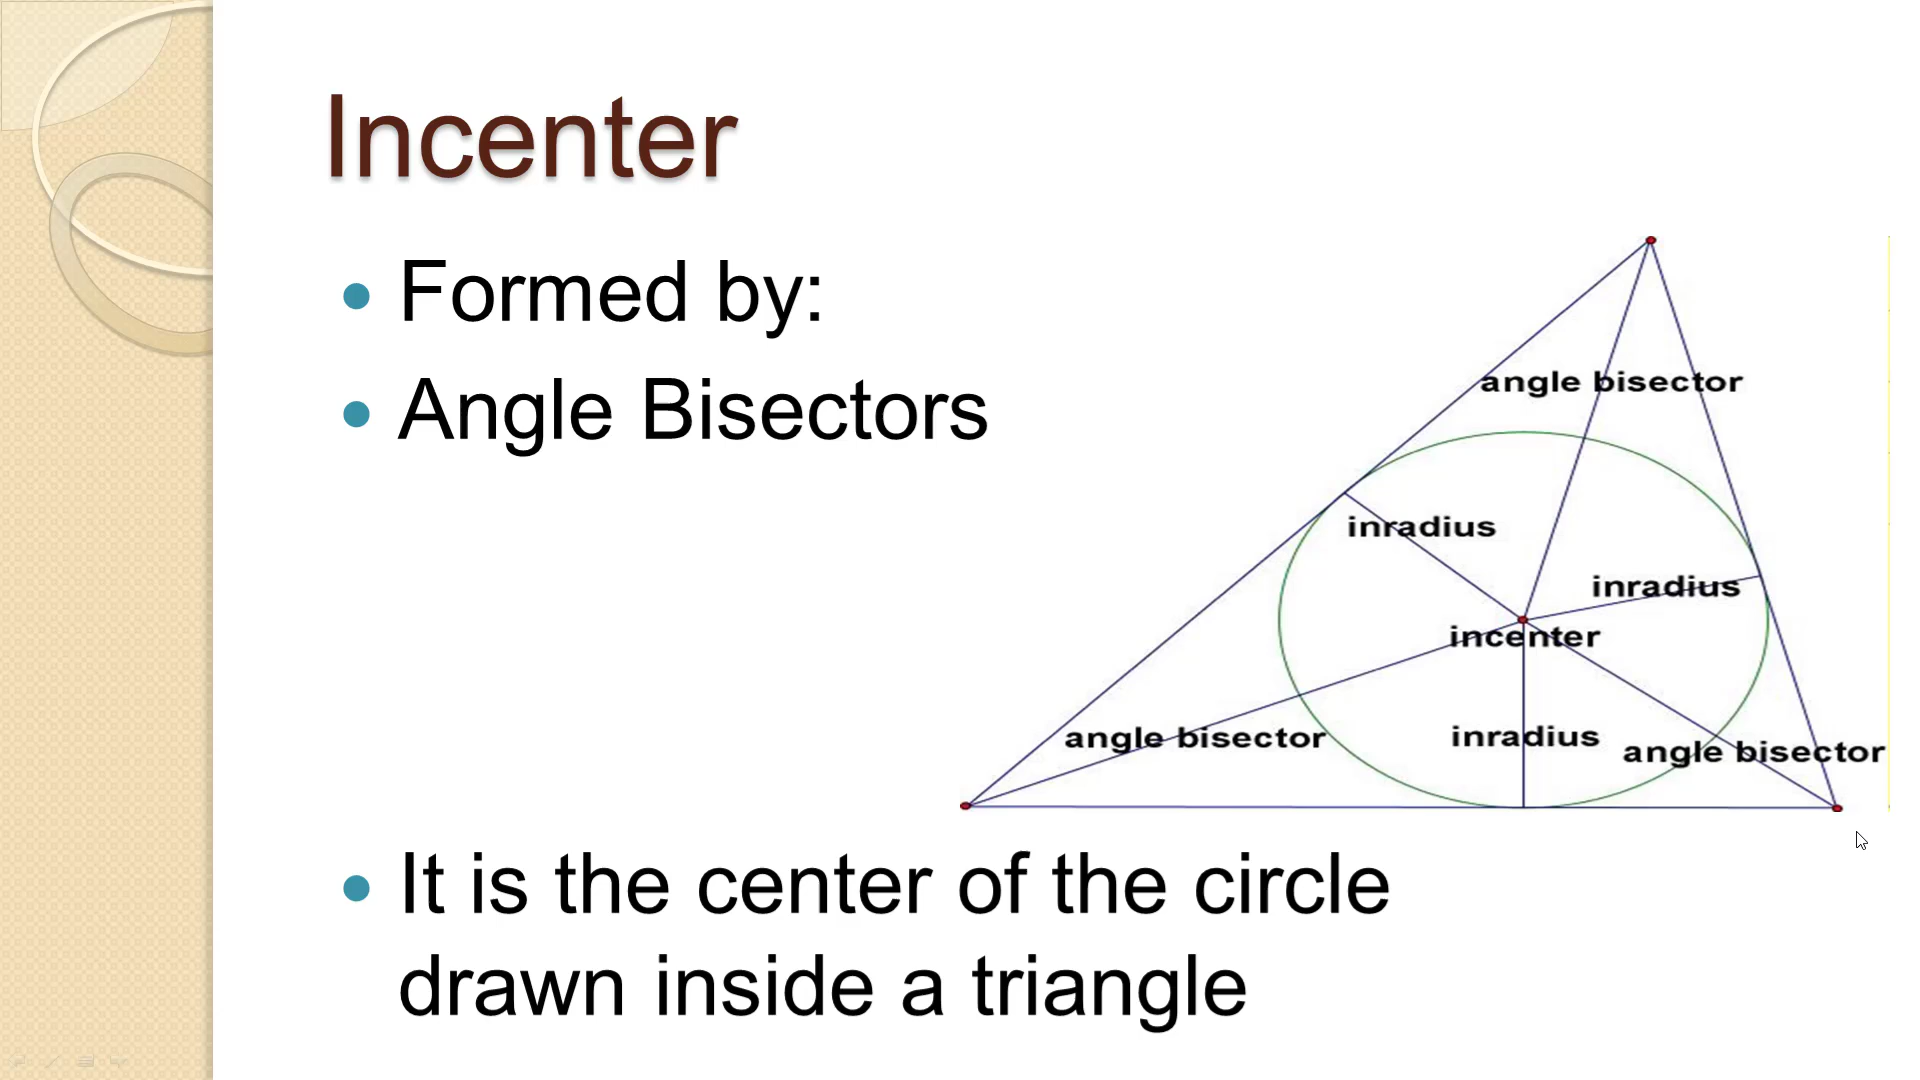 Incenter
• Formed by:
• Angle Bisectors
angle bisector
inradius
inradius
incenter
angle bisector
inradius
angle bisector
• It is the center of the circle
drawn inside a triangle